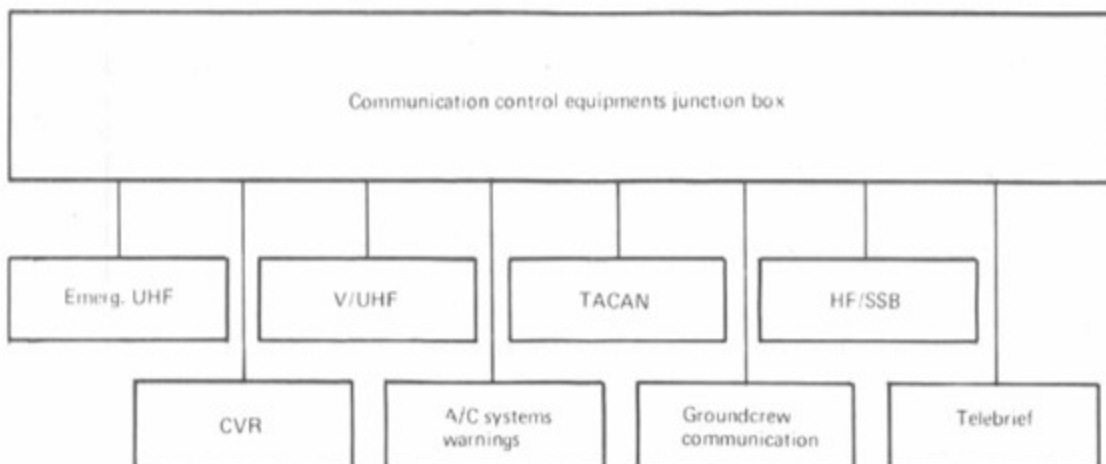 Communication control equipments junction box
Emerg. UHF
V/UHF
TACAN
HF/SSB
CVR
A/C systems
warnings
Groundcrew
communication
Telebrief